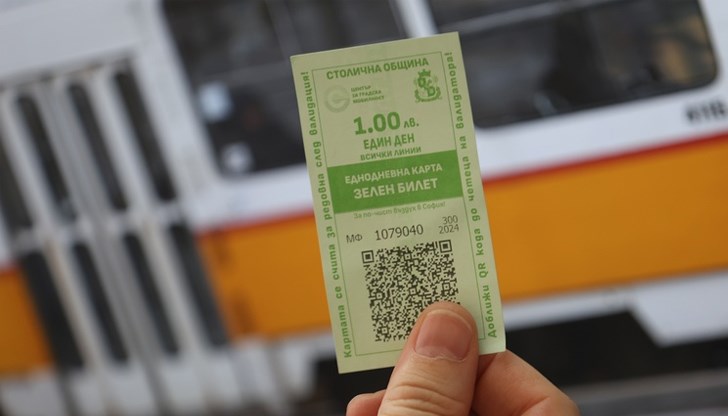 СТОЛИЧНА ОБЩИНА
ЦЕНТЪР
ЗА ГРАДСКА
МОБИЛНОСТ
1.00 лв.
ЕДИН ДЕН
ВСИЧКИ ЛИНИИ
ЕДНОДНЕВНА КАРТА
ЗЕЛЕН БИЛЕТ
За по-чист въздух в София!
МФ 1079040 300
2024
Картата се счита за редовна след валидация!
Доближи QR кода до четеца на валидатора!